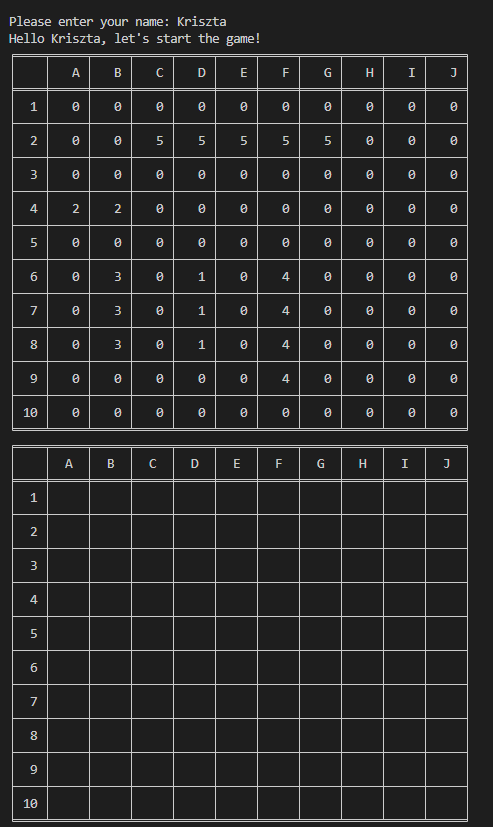 Please enter your name: Kriszta
Hello Kriszta, let's start the game!
A B C D E F G H I J
1 0 0 0 0 0 0 0 0 0 0
2 0 0 5 5 5 5 5 0 0 0
3 0 0 0 0 0 0 0 0 0 0
4 2 2 0 0 0 0 0 0 0 0
5 0 0 0 0 0 0 0 0 0 0
6 0 3 0 1 0 4 0 0 0 0
7 0 3 0 1 0 4 0 0 0 0
8 0 3 0 1 0 4 0 0 0 0
9 0 0 0 0 0 4 0 0 0 0
10 0 0 0 0 0 0 0 0 0 0
A B C D E F G H I J
1
2
3
4
5
6
7
8
9
10